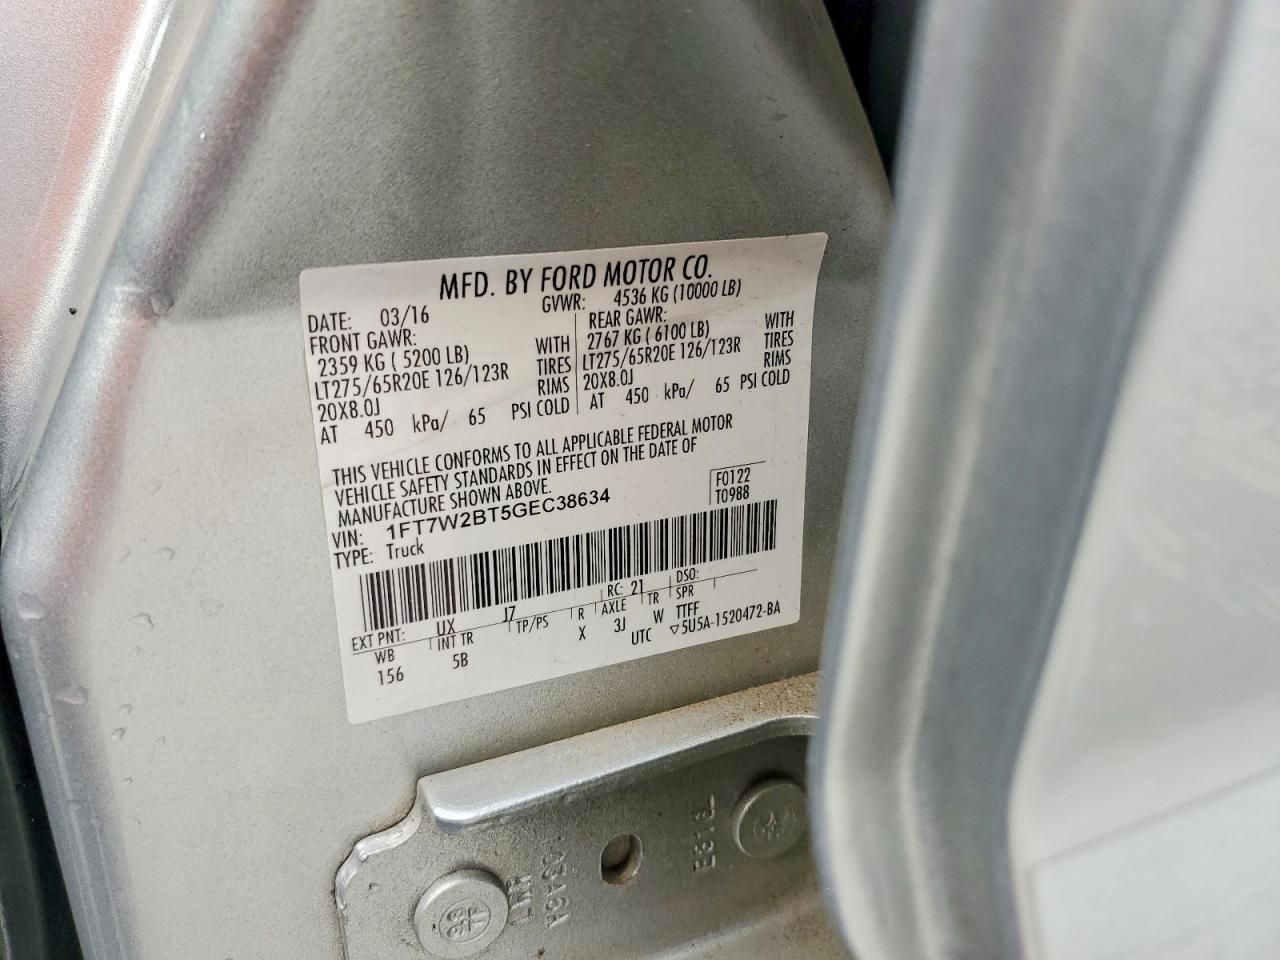 MFD. BY FORD MOTOR CO.
DATE: 03/16 GVWR: 4536 KG (10000 LB)
FRONT GAWR:
2359 KG ( 5200 LB) WITH
LT275/65R20E 126/123R TIRES
20X8.0J RIMS
AT 450 kPa/ 65 PSI COLD
REAR GAWR:
2767 KG ( 6100 LB) WITH
LT275/65R20E 126/123R TIRES
20X8.0J RIMS
AT 450 kPa/ 65 PSI COLD
THIS VEHICLE CONFORMS TO ALL APPLICABLE FEDERAL MOTOR
VEHICLE SAFETY STANDARDS IN EFFECT ON THE DATE OF
MANUFACTURE SHOWN ABOVE.
F0122
T0988
VIN: 1FT7W2BT5GEC38634
TYPE: Truck
EXT PNT: UX J7 RC: 21 DSO:
WB INT TR TP/PS R AXLE TR SPR
156 5B X 3J W TTFF
UTC ▽5U5A-1520472-BA